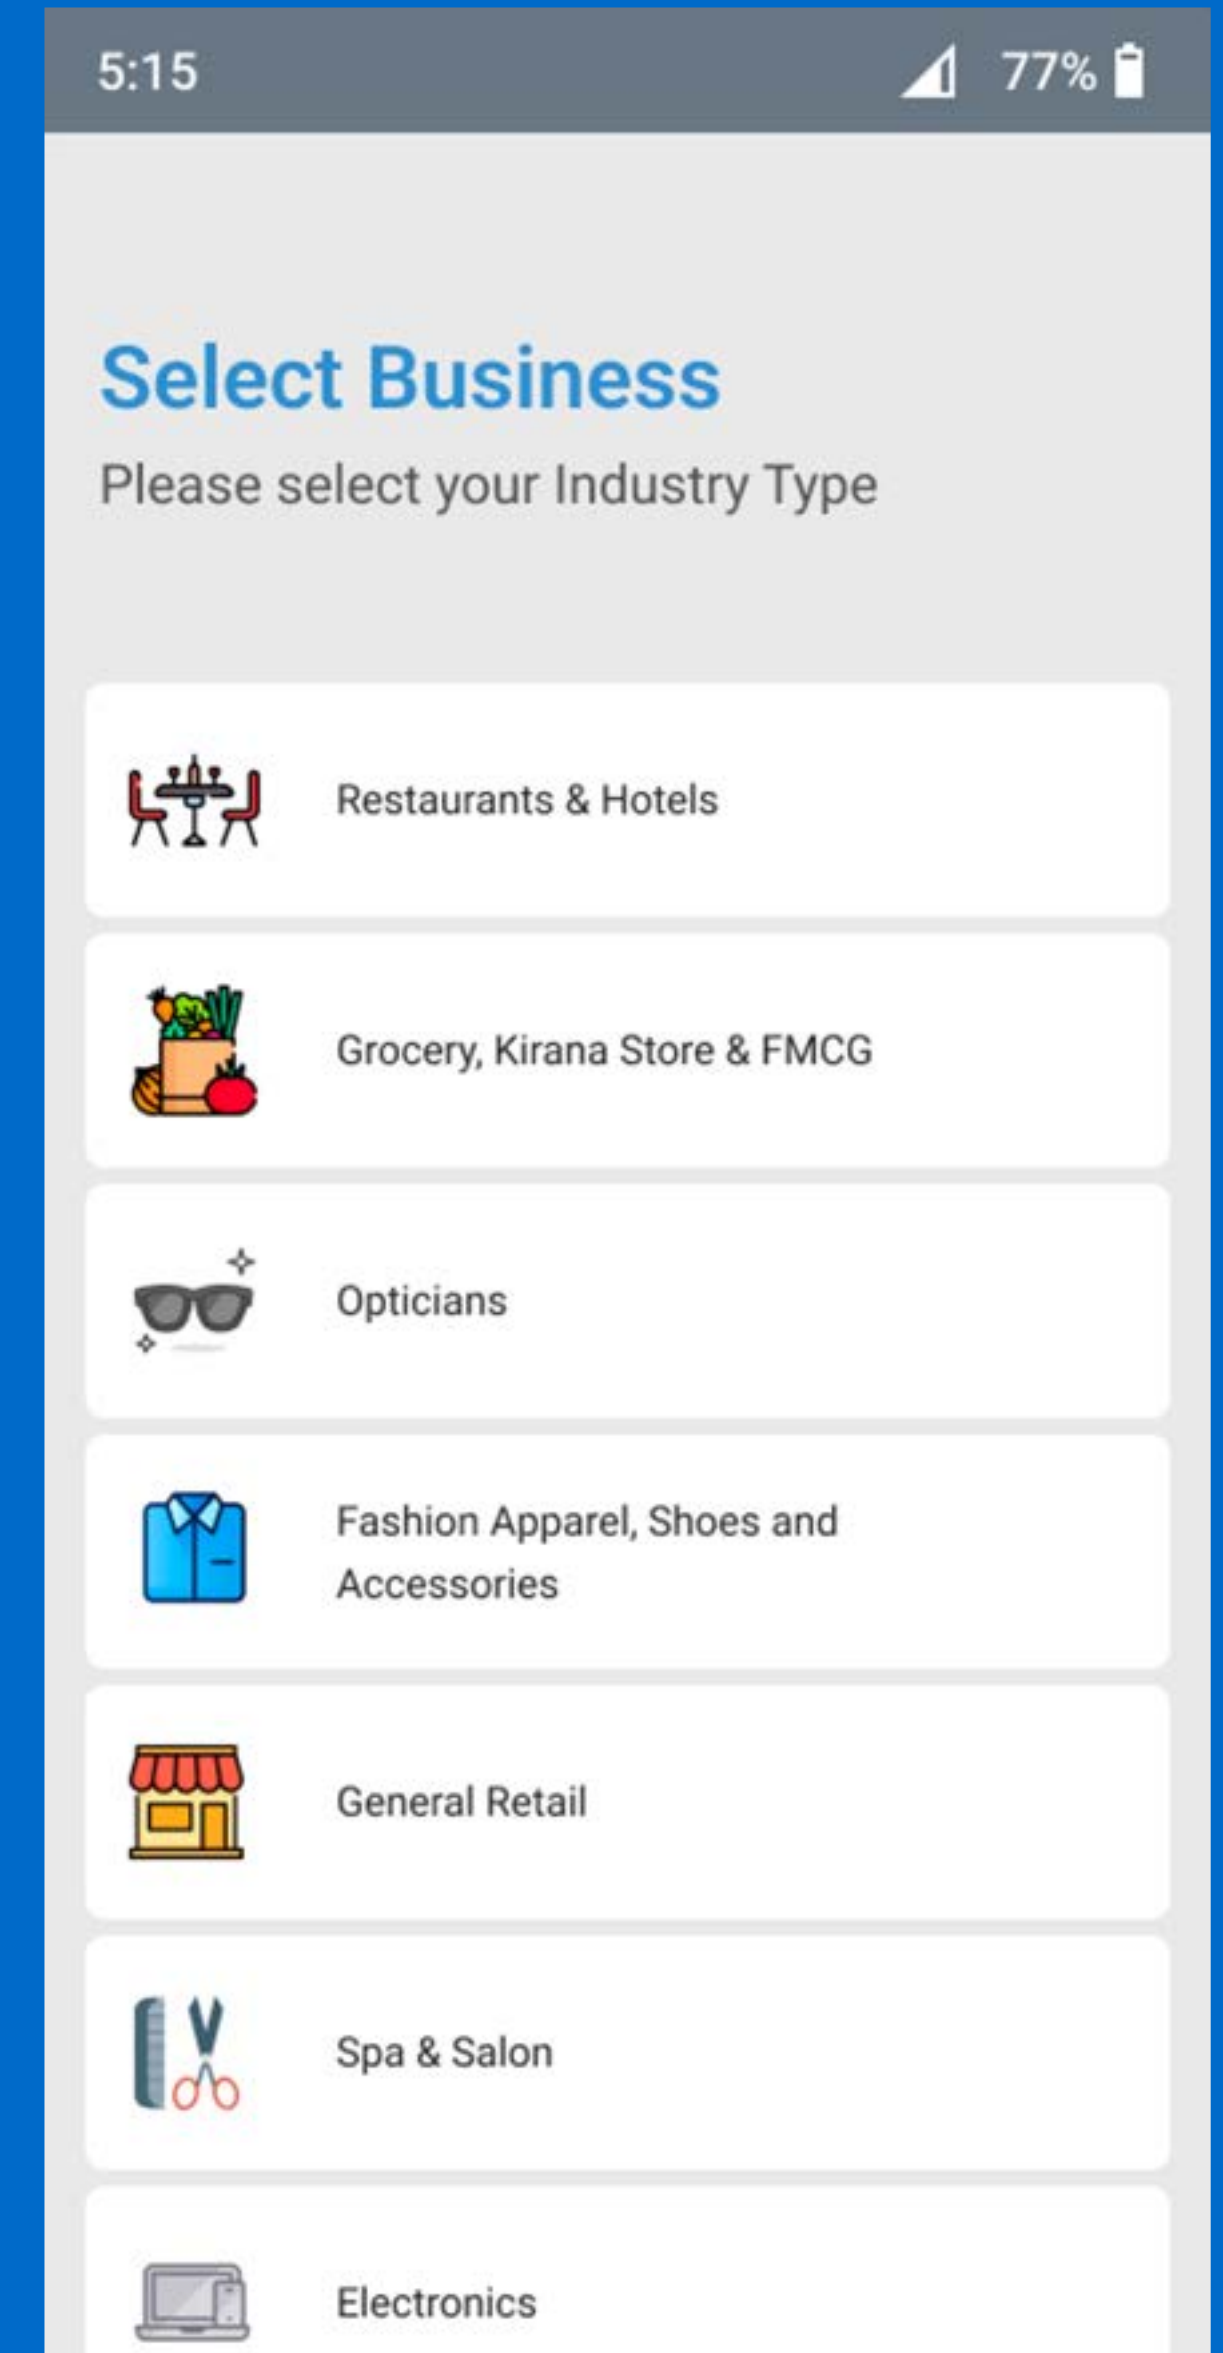 5:15
77%
Select Business
Please select your Industry Type
Restaurants & Hotels
Grocery, Kirana Store & FMCG
Opticians
Fashion Apparel, Shoes and
Accessories
General Retail
Spa & Salon
Electronics